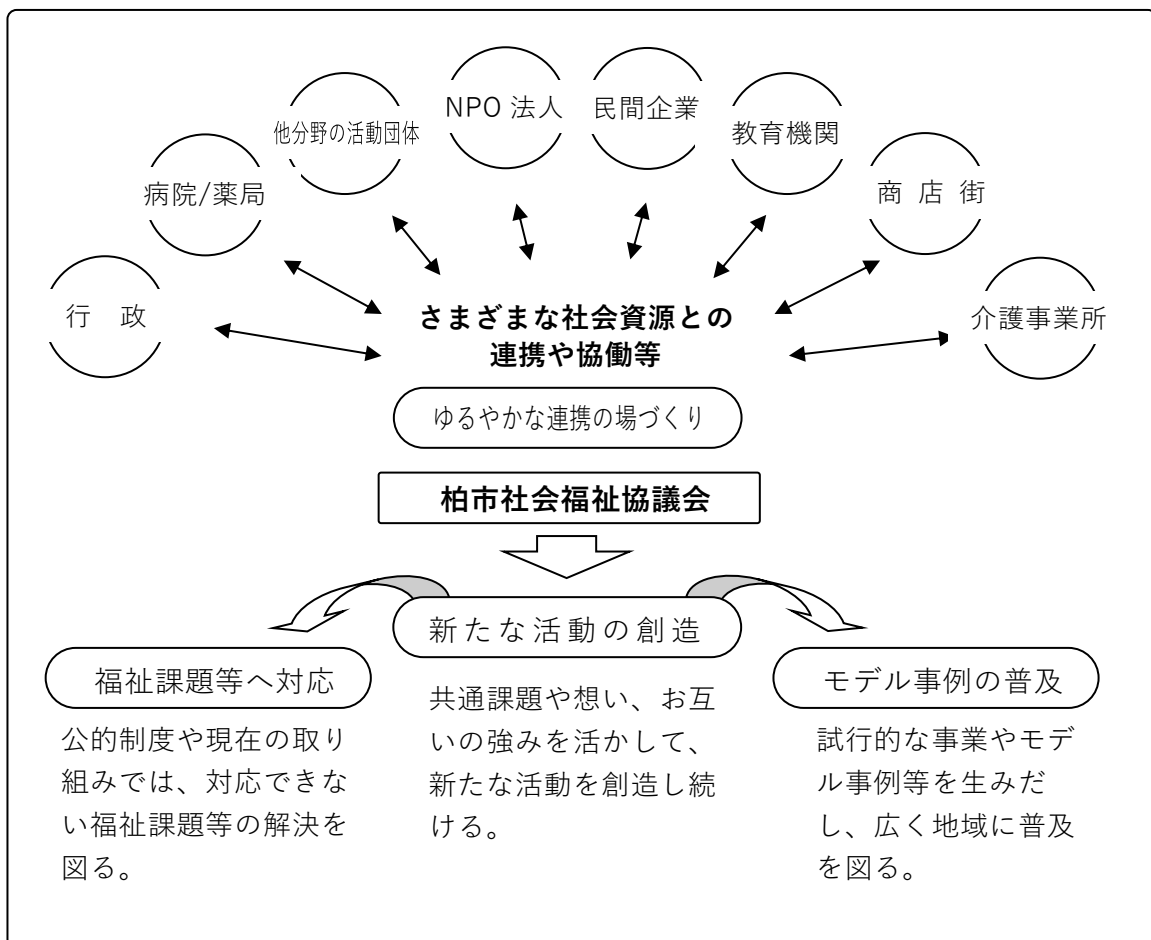 行　政
病院/薬局
他分野の活動団体
NPO 法人
民間企業
教育機関
商 店 街
介護事業所
さまざまな社会資源との
連携や協働等
ゆるやかな連携の場づくり
柏市社会福祉協議会
新たな活動の創造
共通課題や想い、お互
いの強みを活かして、
新たな活動を創造し続
ける。
福祉課題等へ対応
公的制度や現在の取り
組みでは、対応できな
い福祉課題等の解決を
図る。
モデル事例の普及
試行的な事業やモデ
ル事例等を生みだ
し、広く地域に普及
を図る。